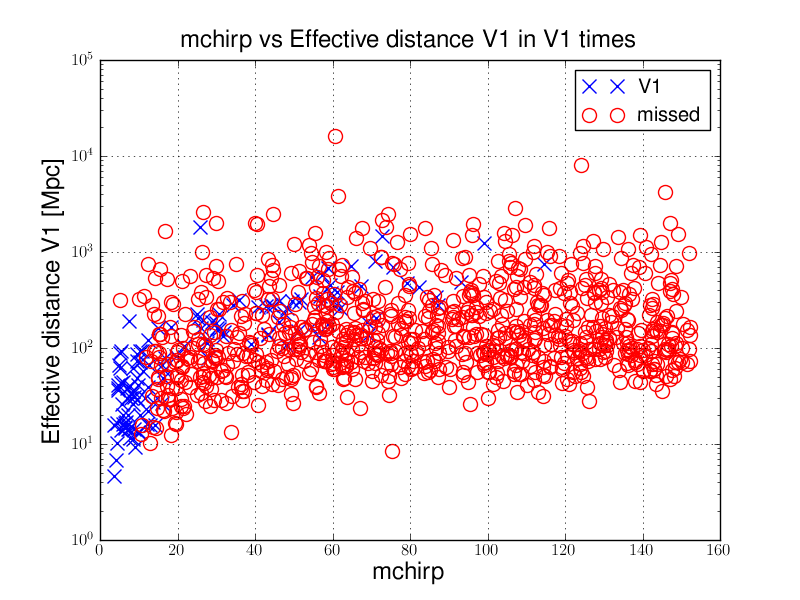 mchirp vs Effective distance V1 in V1 times
V1
missed
Effective distance V1 [Mpc]
10^5
10^4
10^3
10^2
10^1
10^0
0 20 40 60 80 100 120 140 160
mchirp